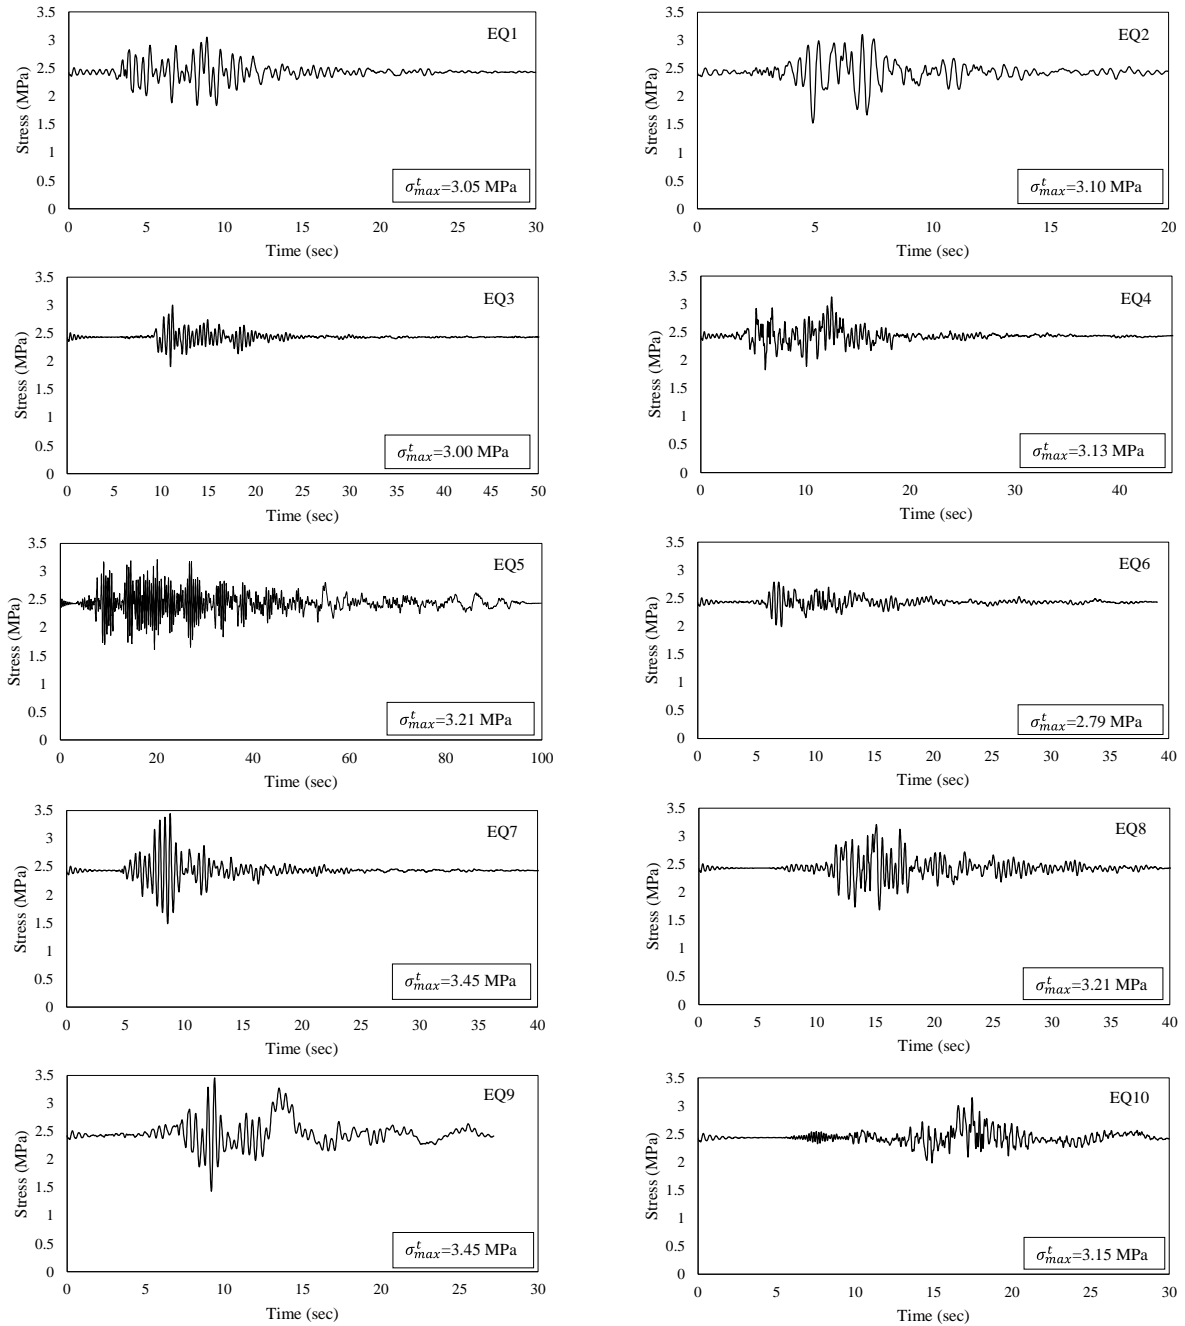 3.5
3
2.5
2
1.5
1
0.5
0
Stress (MPa)
EQ1
σᵗₘₐₓ=3.05 MPa
0 5 10 15 20 25 30
Time (sec)
3.5
3
2.5
2
1.5
1
0.5
0
Stress (MPa)
EQ2
σᵗₘₐₓ=3.10 MPa
0 5 10 15 20
Time (sec)
3.5
3
2.5
2
1.5
1
0.5
0
Stress (MPa)
EQ3
σᵗₘₐₓ=3.00 MPa
0 5 10 15 20 25 30 35 40 45 50
Time (sec)
3.5
3
2.5
2
1.5
1
0.5
0
Stress (MPa)
EQ4
σᵗₘₐₓ=3.13 MPa
0 10 20 30 40
Time (sec)
3.5
3
2.5
2
1.5
1
0.5
0
Stress (MPa)
EQ5
σᵗₘₐₓ=3.21 MPa
0 20 40 60 80 100
Time (sec)
3.5
3
2.5
2
1.5
1
0.5
0
Stress (MPa)
EQ6
σᵗₘₐₓ=2.79 MPa
0 5 10 15 20 25 30 35 40
Time (sec)
3.5
3
2.5
2
1.5
1
0.5
0
Stress (MPa)
EQ7
σᵗₘₐₓ=3.45 MPa
0 5 10 15 20 25 30 35 40
Time (sec)
3.5
3
2.5
2
1.5
1
0.5
0
Stress (MPa)
EQ8
σᵗₘₐₓ=3.21 MPa
0 5 10 15 20 25 30 35 40
Time (sec)
3.5
3
2.5
2
1.5
1
0.5
0
Stress (MPa)
EQ9
σᵗₘₐₓ=3.45 MPa
0 5 10 15 20 25 30
Time (sec)
3.5
3
2.5
2
1.5
1
0.5
0
Stress (MPa)
EQ10
σᵗₘₐₓ=3.15 MPa
0 5 10 15 20 25 30
Time (sec)